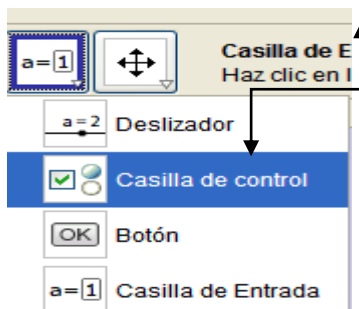 a=1
Casilla de E
Haz clic en l
a=2 Deslizador
Casilla de control
OK Botón
a=1 Casilla de Entrada